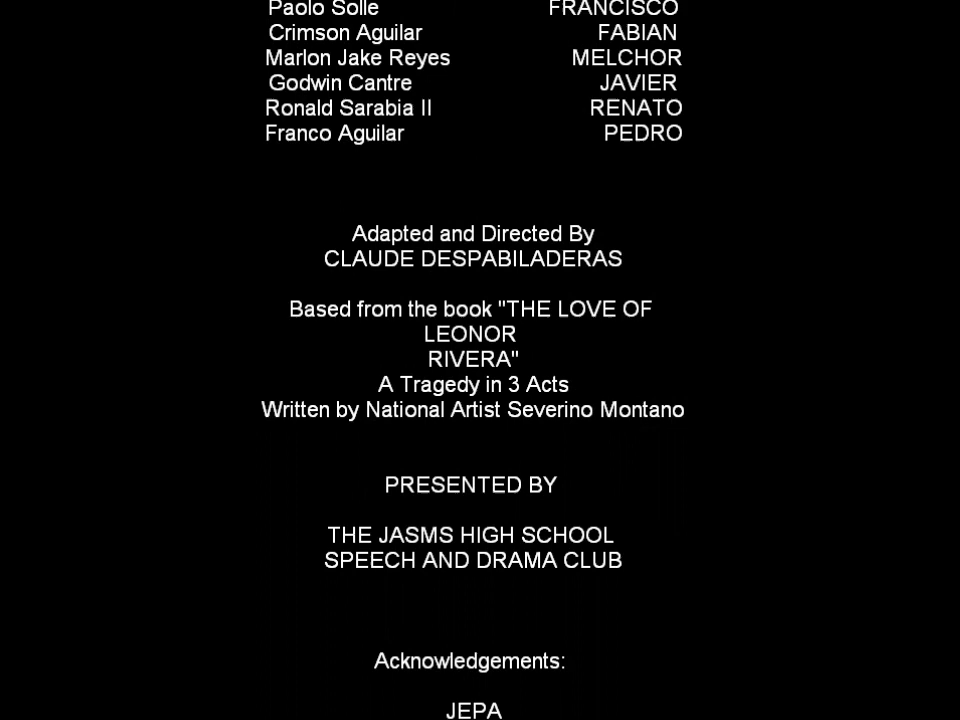 Paolo Solle FRANCISCO
Crimson Aguilar FABIAN
Marlon Jake Reyes MELCHOR
Godwin Cantre JAVIER
Ronald Sarabia II RENATO
Franco Aguilar PEDRO
Adapted and Directed By
CLAUDE DESPABILADERAS
Based from the book "THE LOVE OF
LEONOR
RIVERA"
A Tragedy in 3 Acts
Written by National Artist Severino Montano
PRESENTED BY
THE JASMS HIGH SCHOOL
SPEECH AND DRAMA CLUB
Acknowledgements:
JEPA